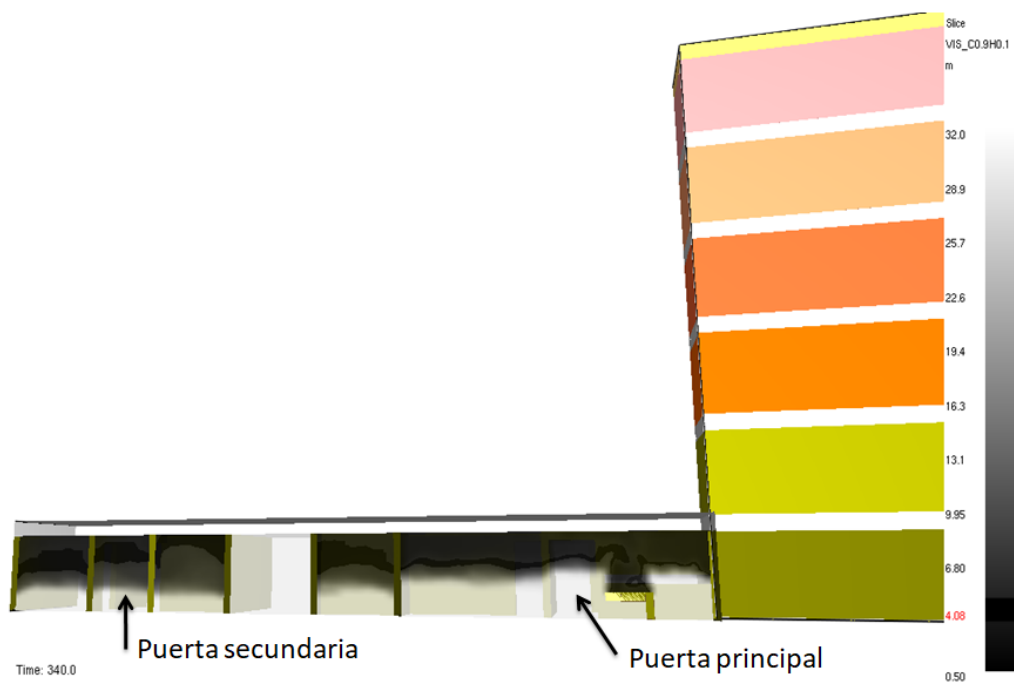 Slice
VIS_C0.9H0.1
m
32.0
28.9
25.7
22.6
19.4
16.3
13.1
9.95
6.80
4.08
0.50
Puerta secundaria
Puerta principal
Time: 340.0